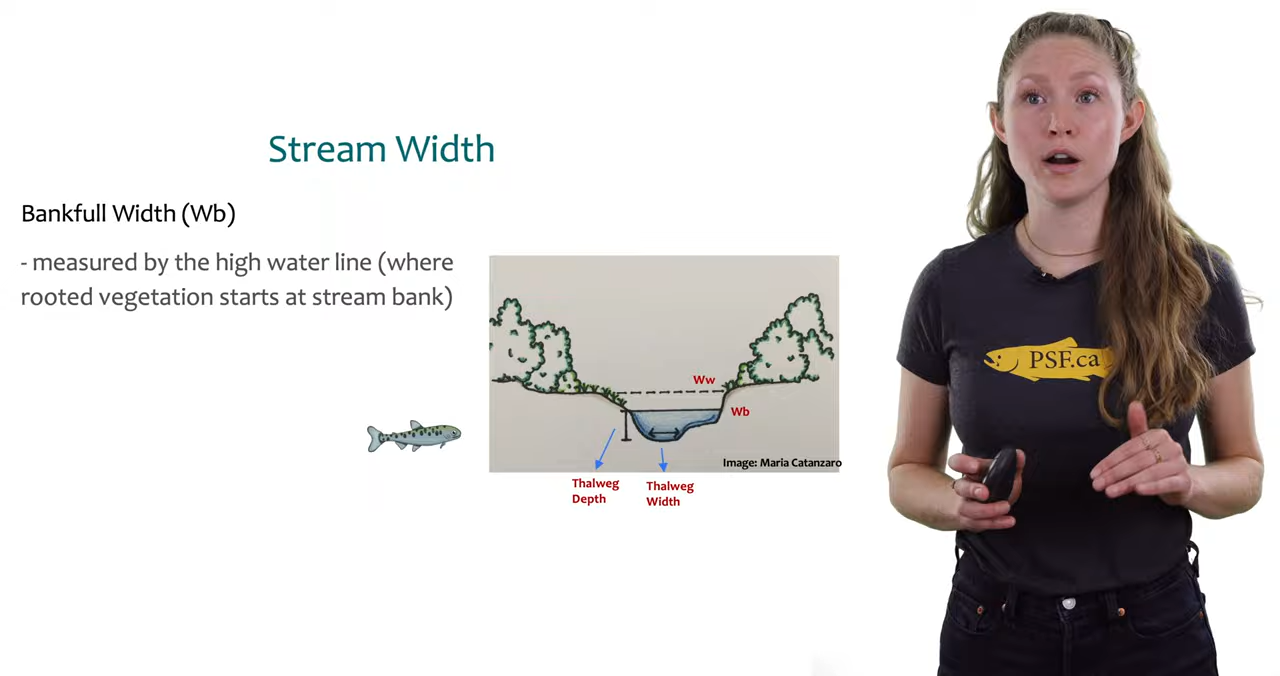 Stream Width
Bankfull Width (Wb)
- measured by the high water line (where
rooted vegetation starts at stream bank)
Ww
Wb
Image: Maria Catanzaro
Thalweg
Depth
Thalweg
Width
PSF.ca